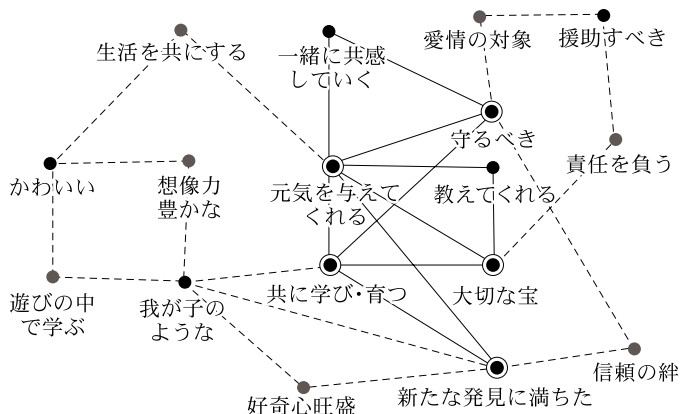 生活を共にする
一緒に共感
していく
愛情の対象
援助すべき
守るべき
責任を負う
かわいい
想像力
豊かな
元気を与えて
くれる
教えてくれる
遊びの中
で学ぶ
我が子の
ような
共に学び・育つ
大切な宝
好奇心旺盛
新たな発見に満ちた
信頼の絆